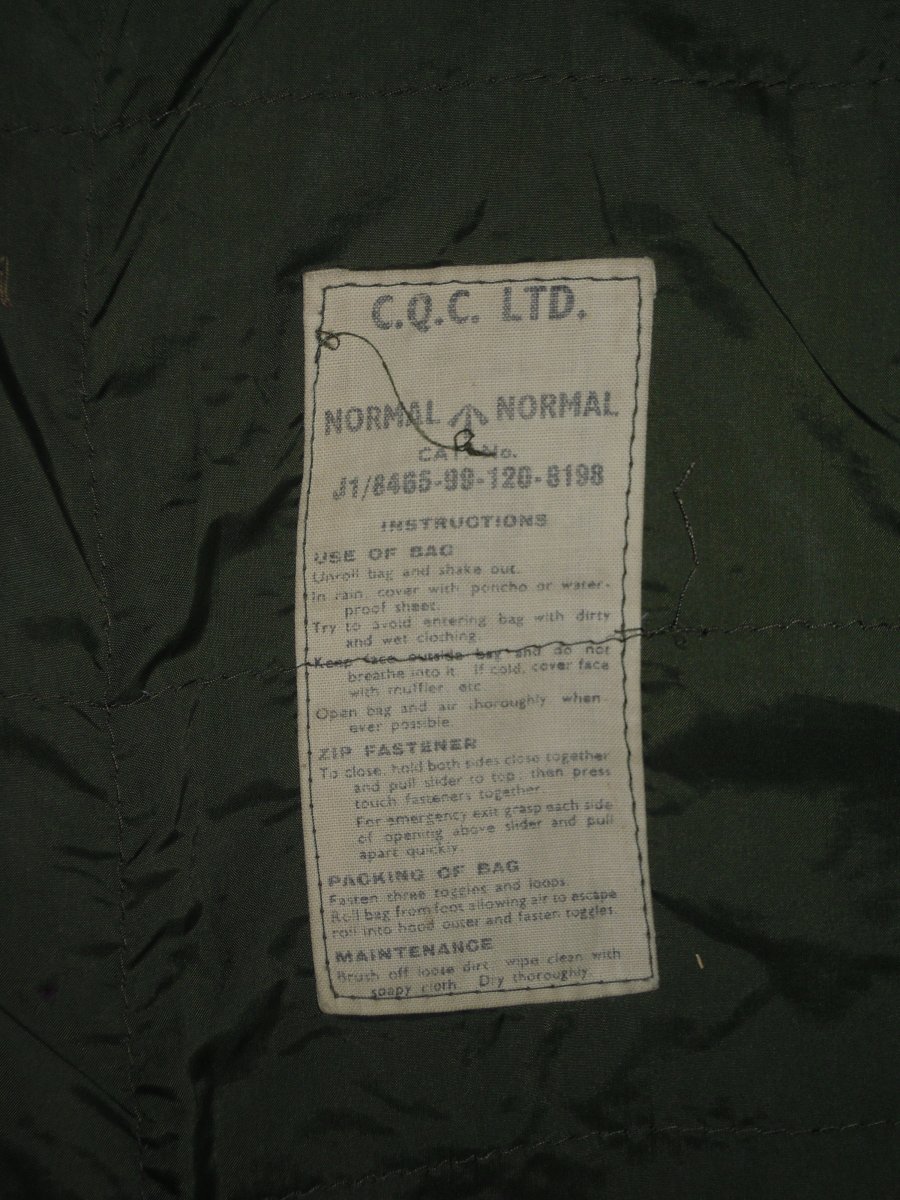 C.Q.C. LTD.
NORMAL NORMAL
CAT. No.
J1/8465-99-120-8198
INSTRUCTIONS
USE OF BAG
Unroll bag and shake out.
In rain, cover with poncho or water-
proof sheet.
Try to avoid entering bag with dirty
and wet clothing.
Keep face outside bag and do not
breathe into it. If cold, cover face
with muffler, etc.
Open bag and air thoroughly when-
ever possible.
ZIP FASTENER
To close, hold both sides close together
and pull slider to top; then press
touch fasteners together.
For emergency exit grasp each side
of opening above slider and pull
apart quickly.
PACKING OF BAG
Fasten three toggles and loops.
Roll bag from foot allowing air to escape
roll into hood outer and fasten toggles.
MAINTENANCE
Brush off loose dirt, wipe clean with
soapy cloth. Dry thoroughly.